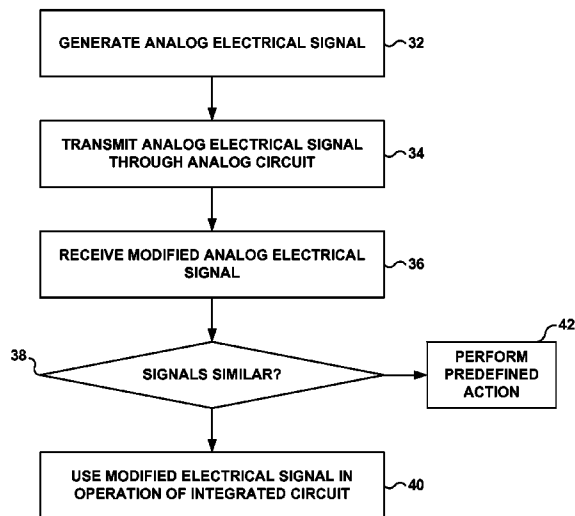 GENERATE ANALOG ELECTRICAL SIGNAL
32
TRANSMIT ANALOG ELECTRICAL SIGNAL
THROUGH ANALOG CIRCUIT
34
RECEIVE MODIFIED ANALOG ELECTRICAL
SIGNAL
36
38
SIGNALS SIMILAR?
42
PERFORM
PREDEFINED
ACTION
USE MODIFIED ELECTRICAL SIGNAL IN
OPERATION OF INTEGRATED CIRCUIT
40